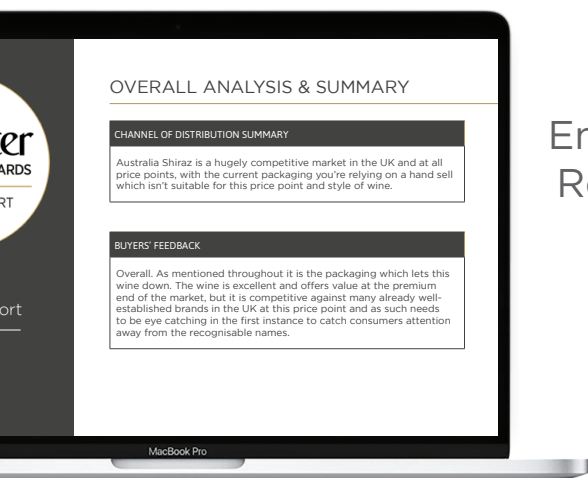 OVERALL ANALYSIS & SUMMARY
CHANNEL OF DISTRIBUTION SUMMARY
Australia Shiraz is a hugely competitive market in the UK and at all
price points, with the current packaging you're relying on a hand sell
which isn't suitable for this price point and style of wine.
BUYERS' FEEDBACK
Overall. As mentioned throughout it is the packaging which lets this
wine down. The wine is excellent and offers value at the premium
end of the market, but it is competitive against many already well-
established brands in the UK at this price point and as such needs
to be eye catching in the first instance to catch consumers attention
away from the recognisable names.
MacBook Pro